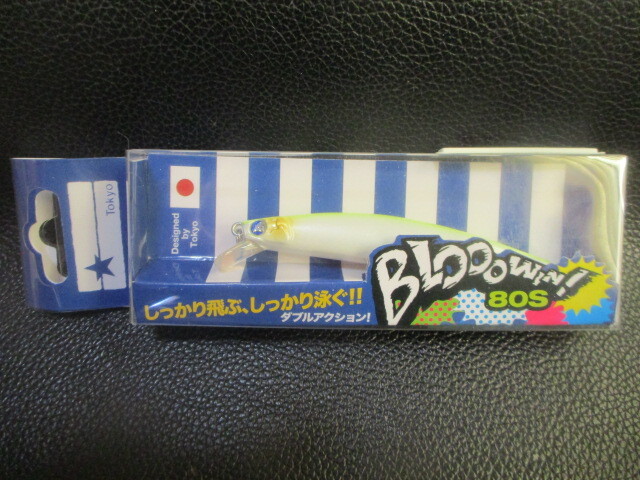 Tokyo
Designed
by
Tokyo
BLOOOWIN!
80S
しっかり飛ぶ、しっかり泳ぐ!!
ダブルアクション!